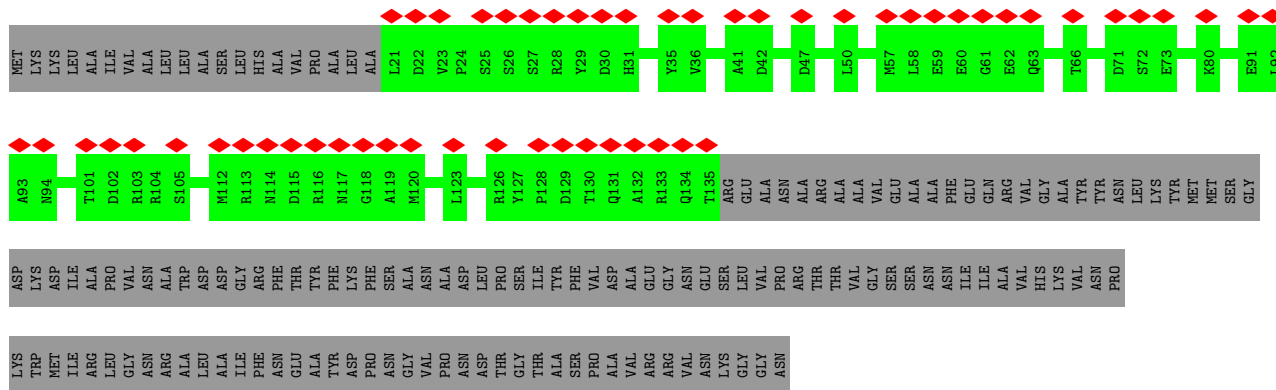 MET LYS LYS LEU ALA ILE VAL ALA LEU LEU ALA SER LEU HIS ALA VAL PRO ALA LEU ALA L21 D22 V23 P24 S25 S26 S27 R28 Y29 D30 H31 Y35 V36 A41 D42 D47 L50 M57 L58 E59 E60 G61 E62 Q63 T66 D71 S72 E73 K80 E91 L92
A93 N94 T101 D102 R103 R104 S105 M112 R113 N114 D115 R116 N117 G118 A119 M120 L123 R126 Y127 P128 D129 T130 Q131 A132 R133 Q134 T135 ARG GLU ALA ASN ALA ARG ALA ALA VAL GLU ALA ALA PHE GLU GLN ARG VAL GLY ALA TYR TYR ASN LEU LYS TYR MET MET SER GLY
ASP LYS ASP ILE ALA PRO VAL ASN ALA TRP ASP ASP GLY ARG PHE THR TYR PHE LYS PHE SER ALA ASN ALA ASP LEU PRO SER ILE TYR PHE VAL ASP ALA GLU GLY ASN GLU SER LEU VAL PRO ARG THR THR VAL GLY SER SER ASN ASN ILE ILE ALA VAL HIS LYS VAL ASN PRO
LYS TRP MET ILE ARG LEU GLY ASN ARG ALA LEU ALA ILE PHE ASN GLU ALA TYR ASP PRO ASN GLY VAL PRO ASN ASP THR GLY THR ALA SER PRO ALA VAL ARG ARG VAL ASN LYS GLY GLY ASN